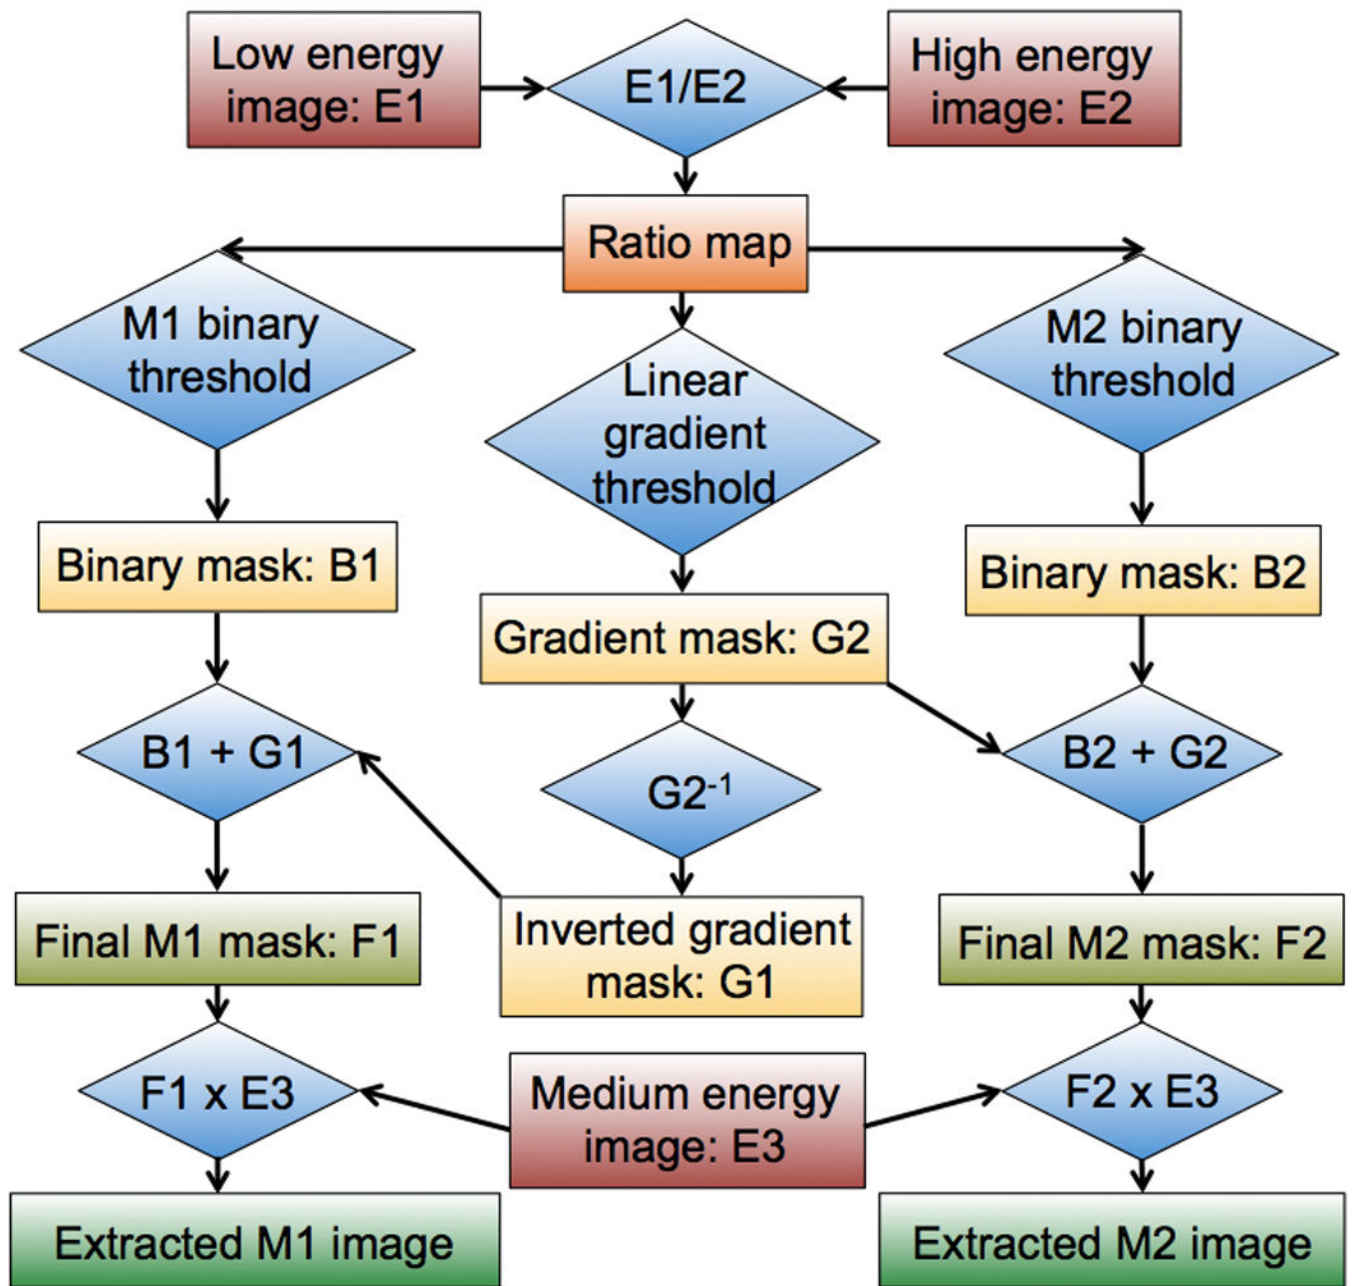 Low energy
image: E1
E1/E2
High energy
image: E2
Ratio map
M1 binary
threshold
Linear
gradient
threshold
M2 binary
threshold
Binary mask: B1
Gradient mask: G2
Binary mask: B2
B1 + G1
G2⁻¹
B2 + G2
Final M1 mask: F1
Inverted gradient
mask: G1
Final M2 mask: F2
F1 x E3
Medium energy
image: E3
F2 x E3
Extracted M1 image
Extracted M2 image